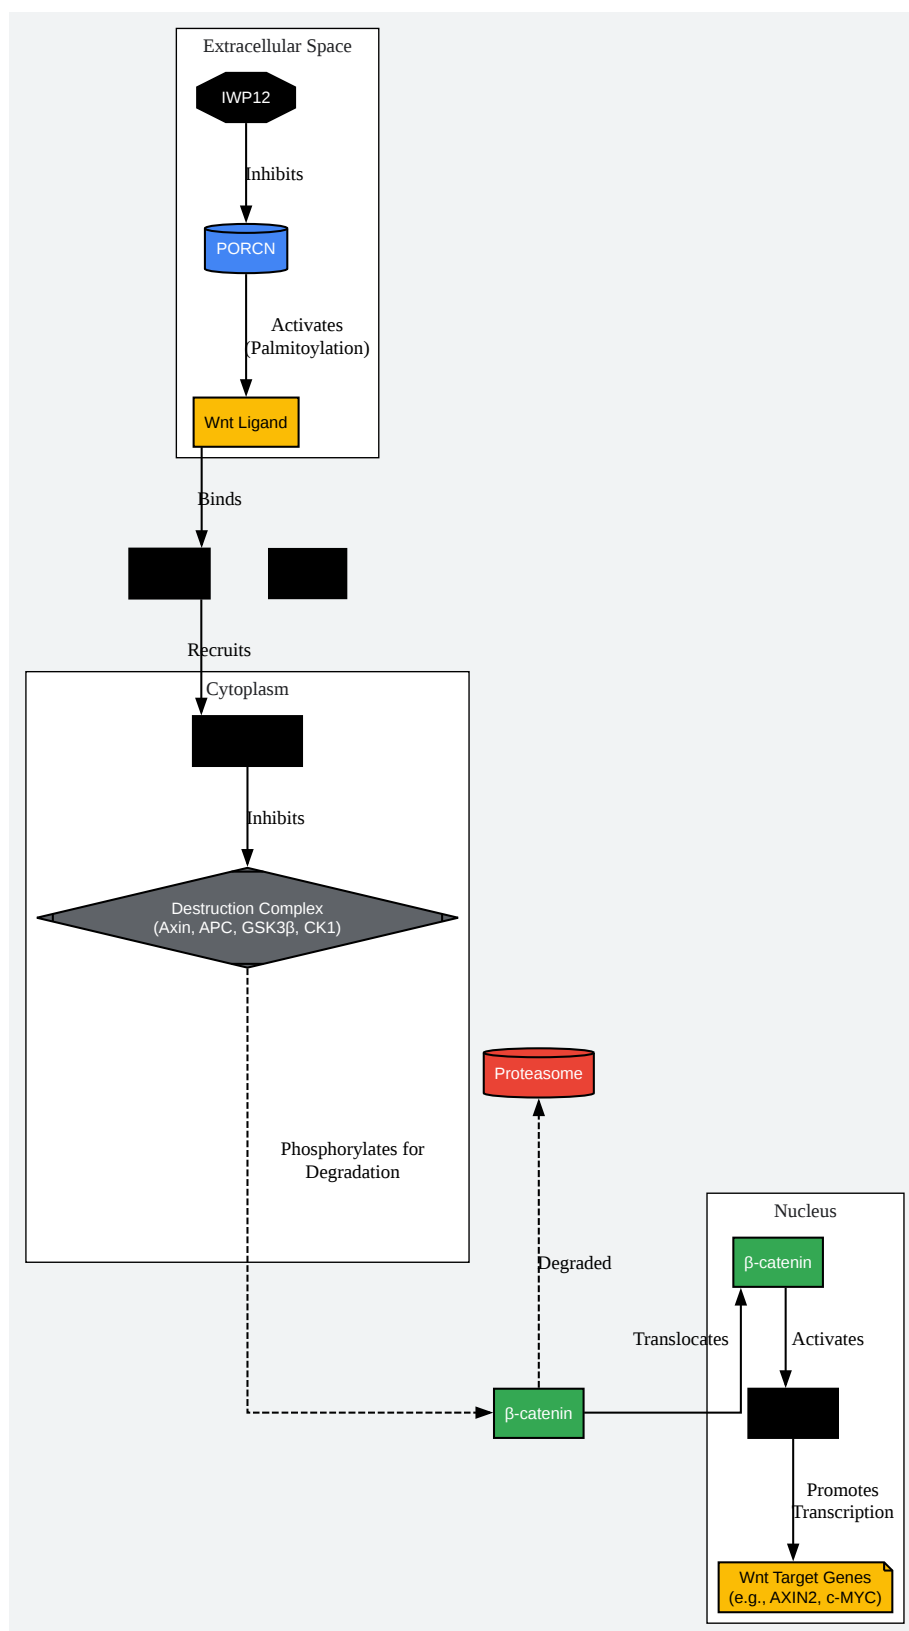 Extracellular Space
IWP12
Inhibits
PORCN
Activates
(Palmitoylation)
Wnt Ligand
Binds
Recruits
Cytoplasm
Inhibits
Destruction Complex
(Axin, APC, GSK3β, CK1)
Proteasome
Phosphorylates for
Degradation
Nucleus
β-catenin
Degraded
Translocates
Activates
β-catenin
Promotes
Transcription
Wnt Target Genes
(e.g., AXIN2, c-MYC)